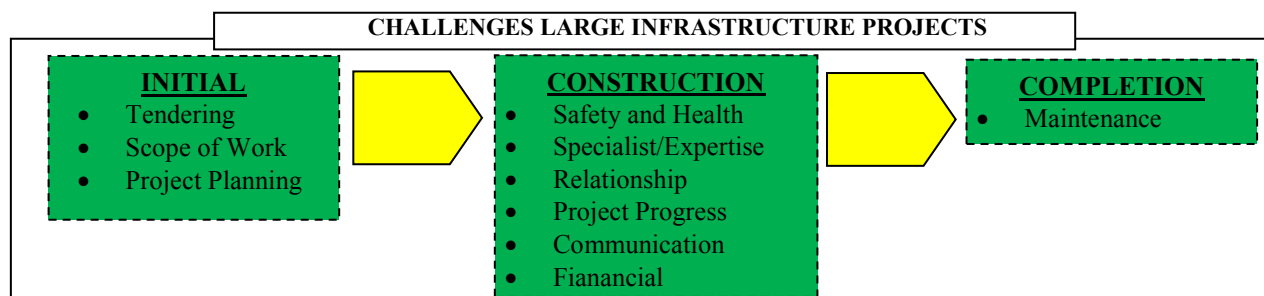 CHALLENGES LARGE INFRASTRUCTURE PROJECTS
INITIAL
• Tendering
• Scope of Work
• Project Planning
CONSTRUCTION
• Safety and Health
• Specialist/Expertise
• Relationship
• Project Progress
• Communication
• Fianancial
COMPLETION
• Maintenance